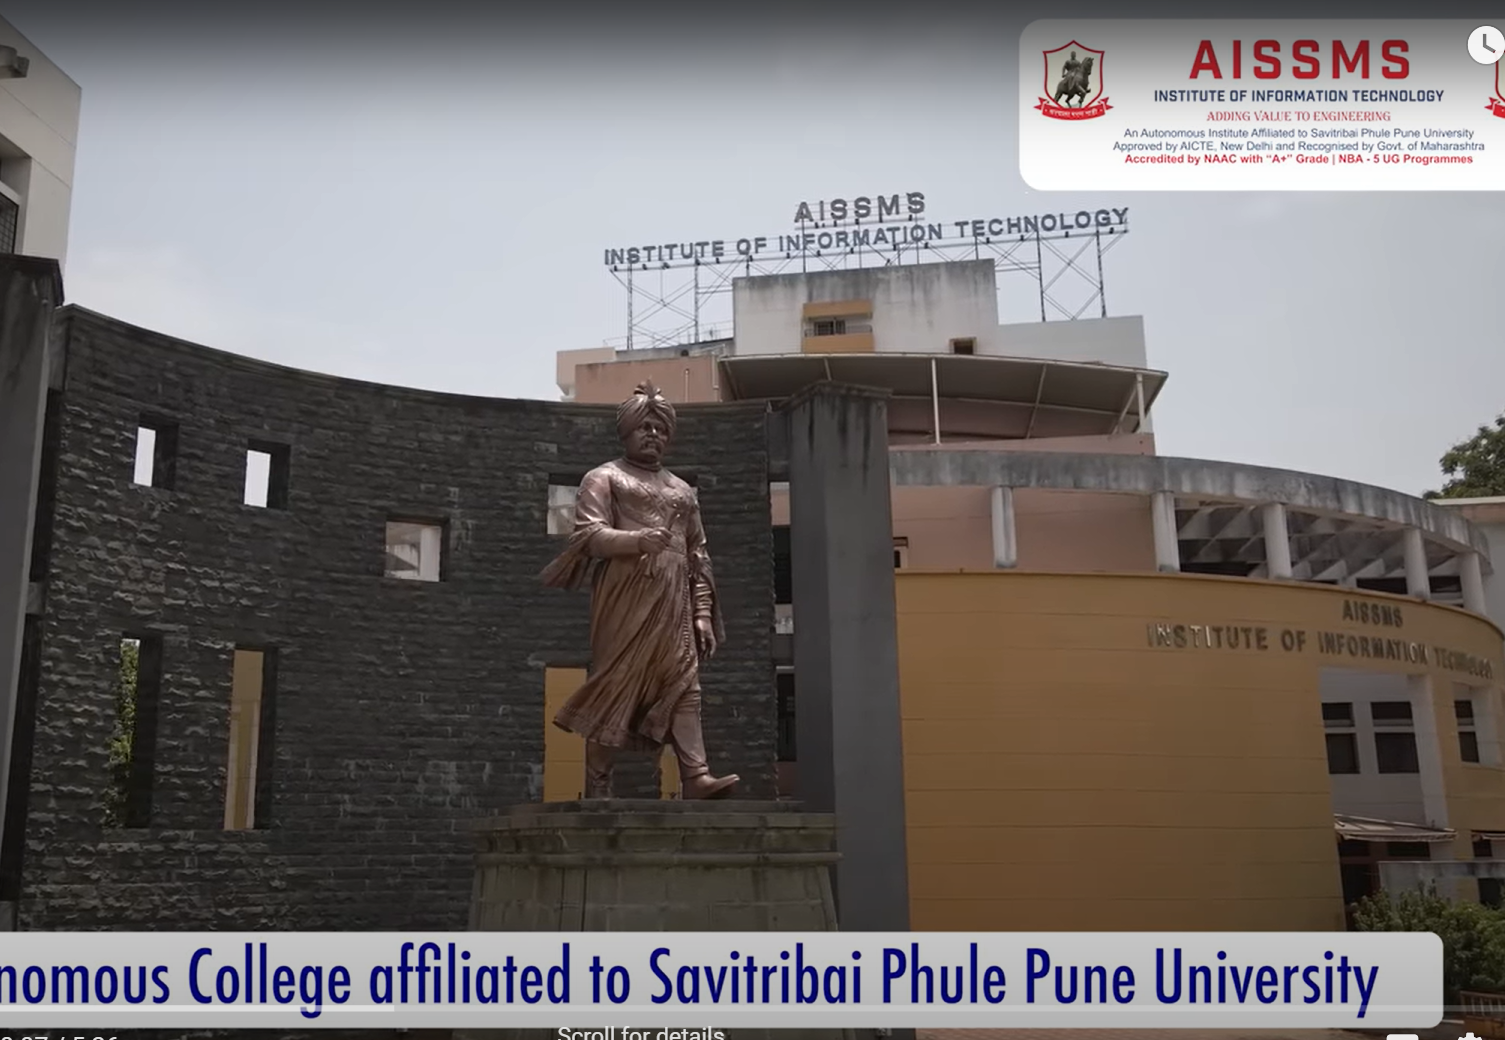 AISSMS
INSTITUTE OF INFORMATION TECHNOLOGY
ADDING VALUE TO ENGINEERING
An Autonomous Institute Affiliated to Savitribai Phule Pune University
Approved by AICTE, New Delhi and Recognised by Govt. of Maharashtra
Accredited by NAAC with “A+” Grade | NBA - 5 UG Programmes
AISSMS
INSTITUTE OF INFORMATION TECHNOLOGY
AISSMS
INSTITUTE OF INFORMATION TECHNOLOGY
nomous College affiliated to Savitribai Phule Pune University
Scroll for details